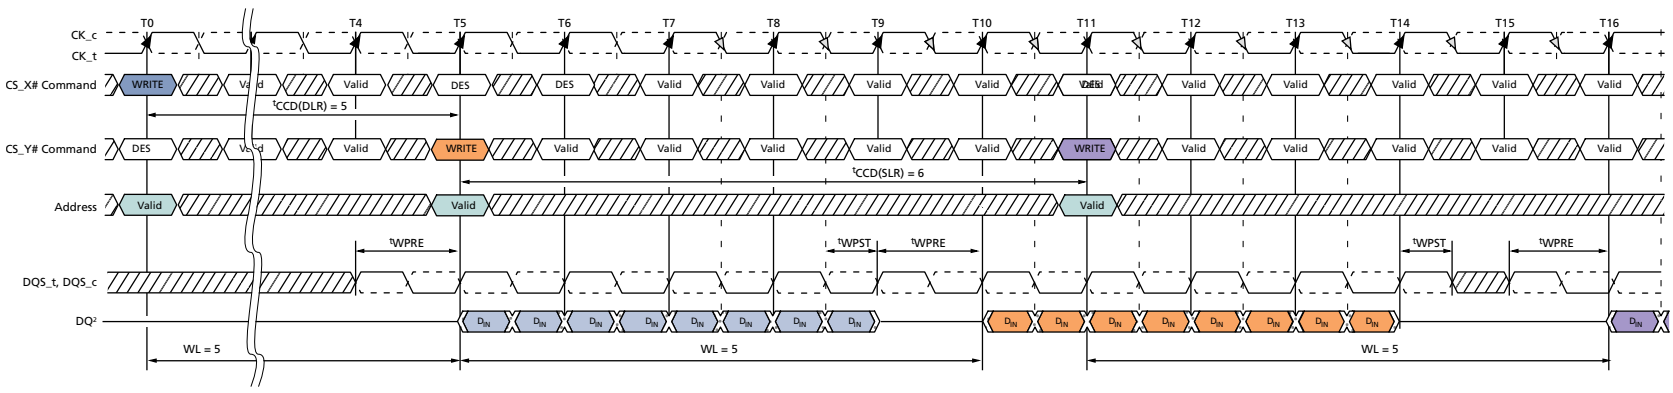 T0 T4 T5 T6 T7 T8 T9 T10 T11 T12 T13 T14 T15 T16
CK_c
CK_t
CS_X# Command WRITE Valid Valid DES DES Valid Valid Valid Valid DES Valid Valid Valid Valid Valid
tCCD(DLR) = 5
CS_Y# Command DES Valid Valid WRITE Valid Valid Valid Valid Valid WRITE Valid Valid Valid Valid Valid
tCCD(SLR) = 6
Address Valid Valid Valid
tWPRE tWPST tWPRE tWPST tWPRE
DQS_t, DQS_c
DQ2 DIN DIN DIN DIN DIN DIN DIN DIN DIN DIN DIN DIN DIN DIN DIN DIN DIN
WL = 5 WL = 5 WL = 5